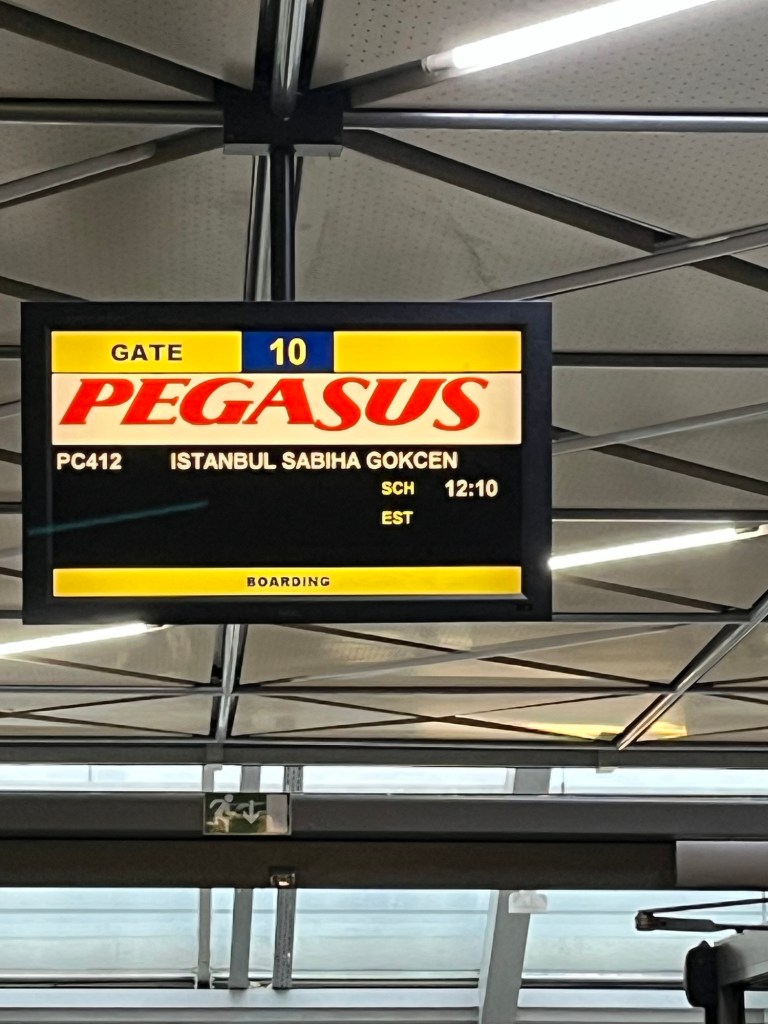 GATE 10
PEGASUS
PC412 ISTANBUL SABIHA GOKCEN
SCH 12:10
EST
BOARDING